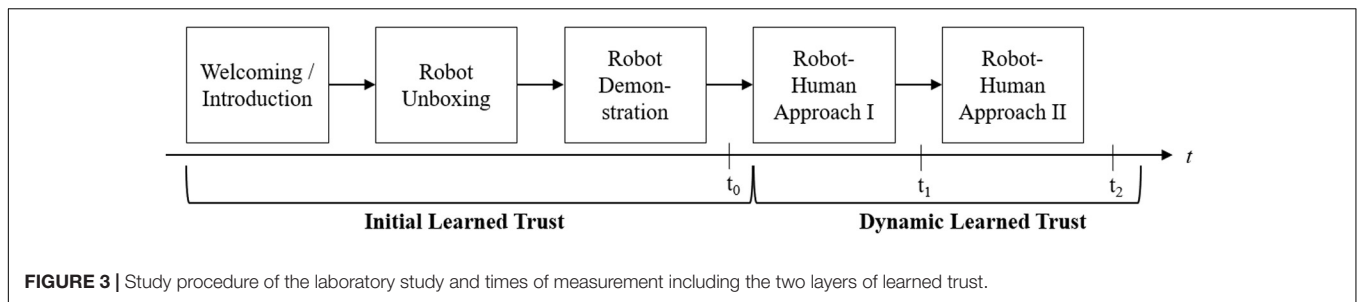 Welcoming /
Introduction
Robot
Unboxing
Robot
Demon-
stration
Robot-
Human
Approach I
Robot-
Human
Approach II
t
t0
t1
t2
Initial Learned Trust
Dynamic Learned Trust
FIGURE 3 | Study procedure of the laboratory study and times of measurement including the two layers of learned trust.